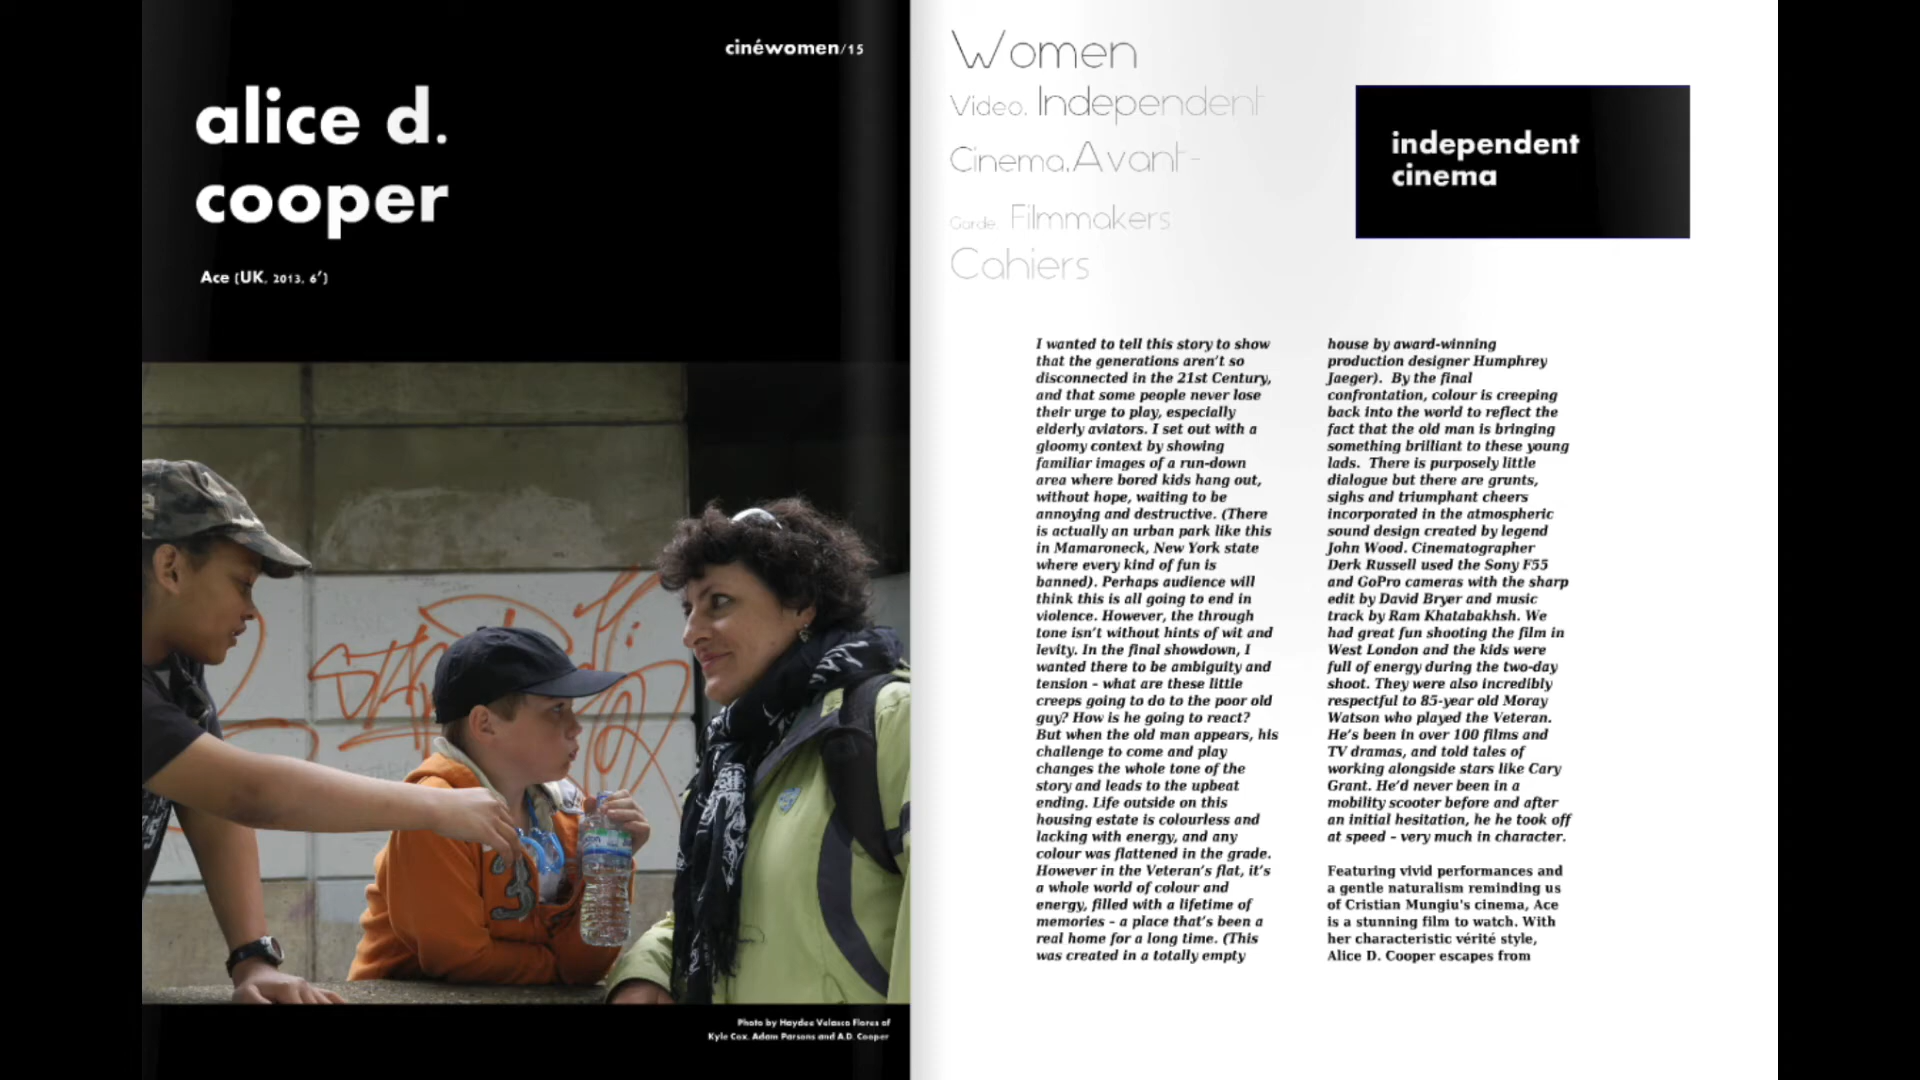 cinéwomen/15
alice d.
cooper
Ace (UK, 2013, 6')
Photo by Haydee Velasco Flores of
Kyle Cox, Adam Parsons and A.D. Cooper
Women
Video. Independent
Cinema.Avant-
Garde. Filmmakers
Cahiers
independent
cinema
I wanted to tell this story to show
that the generations aren't so
disconnected in the 21st Century,
and that some people never lose
their urge to play, especially
elderly aviators. I set out with a
gloomy context by showing
familiar images of a run-down
area where bored kids hang out,
without hope, waiting to be
annoying and destructive. (There
is actually an urban park like this
in Mamaroneck, New York state
where every kind of fun is
banned). Perhaps audience will
think this is all going to end in
violence. However, the through
tone isn't without hints of wit and
levity. In the final showdown, I
wanted there to be ambiguity and
tension – what are these little
creeps going to do to the poor old
guy? How is he going to react?
But when the old man appears, his
challenge to come and play
changes the whole tone of the
story and leads to the upbeat
ending. Life outside on this
housing estate is colourless and
lacking with energy, and any
colour was flattened in the grade.
However in the Veteran's flat, it's
a whole world of colour and
energy, filled with a lifetime of
memories – a place that's been a
real home for a long time. (This
was created in a totally empty
house by award-winning
production designer Humphrey
Jaeger).  By the final
confrontation, colour is creeping
back into the world to reflect the
fact that the old man is bringing
something brilliant to these young
lads.  There is purposely little
dialogue but there are grunts,
sighs and triumphant cheers
incorporated in the atmospheric
sound design created by legend
John Wood. Cinematographer
Derk Russell used the Sony F55
and GoPro cameras with the sharp
edit by David Bryer and music
track by Ram Khatabakhsh. We
had great fun shooting the film in
West London and the kids were
full of energy during the two-day
shoot. They were also incredibly
respectful to 85-year old Moray
Watson who played the Veteran.
He's been in over 100 films and
TV dramas, and told tales of
working alongside stars like Cary
Grant. He'd never been in a
mobility scooter before and after
an initial hesitation, he he took off
at speed – very much in character.
Featuring vivid performances and
a gentle naturalism reminding us
of Cristian Mungiu's cinema, Ace
is a stunning film to watch. With
her characteristic vérité style,
Alice D. Cooper escapes from